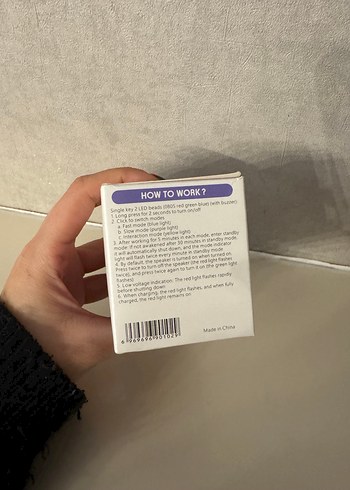 HOW TO WORK ?
Single key 2 LED beads (0805 red green blue) (with buzzer)
1. Long press for 2 seconds to turn on/off
2. Click to switch modes
a. Fast mode (blue light)
b. Slow mode (purple light)
c. Interaction mode (yellow light)
3. After working for 5 minutes in each mode, enter standby
mode. If not awakened after 30 minutes in standby mode,
it will automatically shut down, and the mode indicator
light will flash twice every minute in standby mode
4. By default, the speaker is turned on when turned on.
Press twice to turn off the speaker (the red light flashes
twice), and press twice again to turn it on (the green light
flashes)
5. Low voltage indication: The red light flashes rapidly
before shutting down.
6. When charging, the red light flashes, and when fully
charged, the red light remains on
Made in China